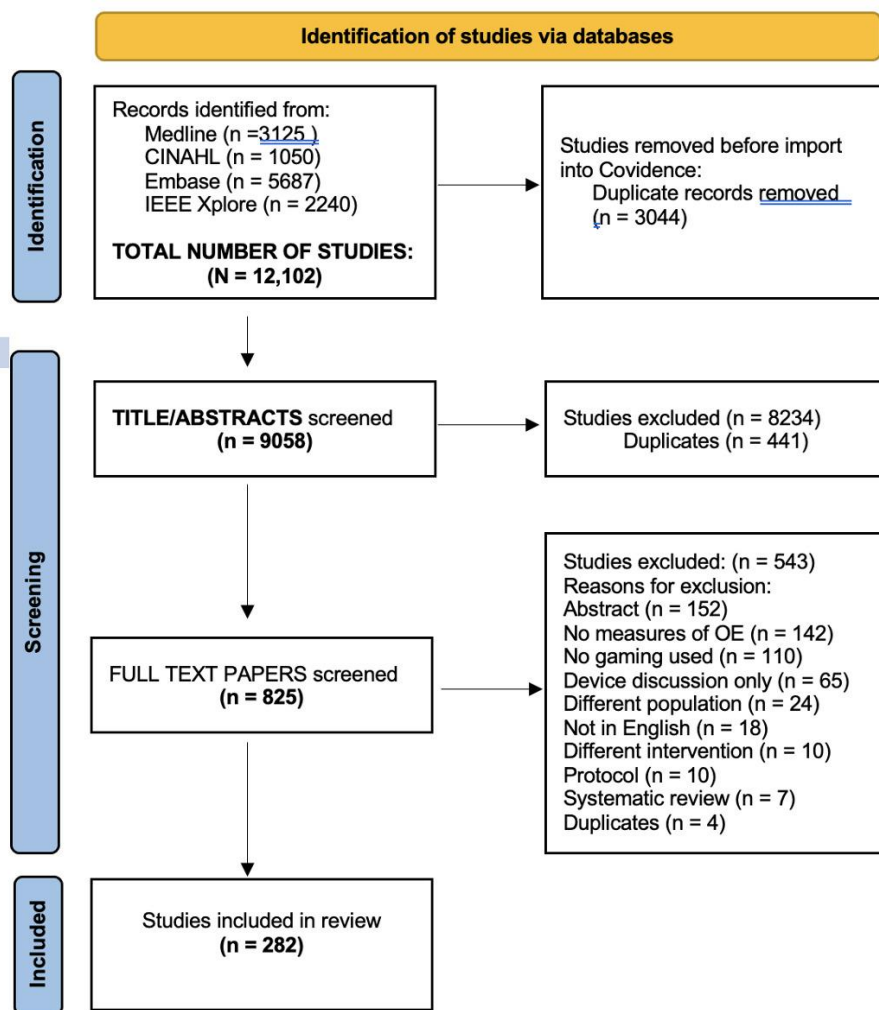 Identification of studies via databases
Identification
Records identified from:
Medline (n =3125 )
CINAHL (n = 1050)
Embase (n = 5687)
IEEE Xplore (n = 2240)
TOTAL NUMBER OF STUDIES:
(N = 12,102)
Studies removed before import
into Covidence:
Duplicate records removed
(n = 3044)
Screening
TITLE/ABSTRACTS screened
(n = 9058)
Studies excluded (n = 8234)
Duplicates (n = 441)
FULL TEXT PAPERS screened
(n = 825)
Studies excluded: (n = 543)
Reasons for exclusion:
Abstract (n = 152)
No measures of OE (n = 142)
No gaming used (n = 110)
Device discussion only (n = 65)
Different population (n = 24)
Not in English (n = 18)
Different intervention (n = 10)
Protocol (n = 10)
Systematic review (n = 7)
Duplicates (n = 4)
Included
Studies included in review
(n = 282)